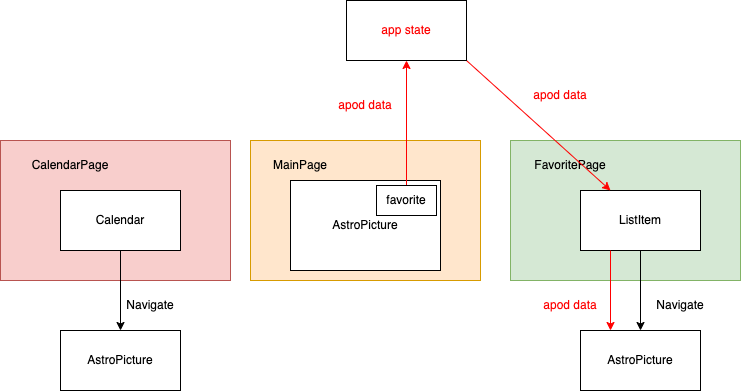 app state
apod data
apod data
CalendarPage
MainPage
FavoritePage
Calendar
favorite
AstroPicture
ListItem
Navigate
apod data
Navigate
AstroPicture
AstroPicture